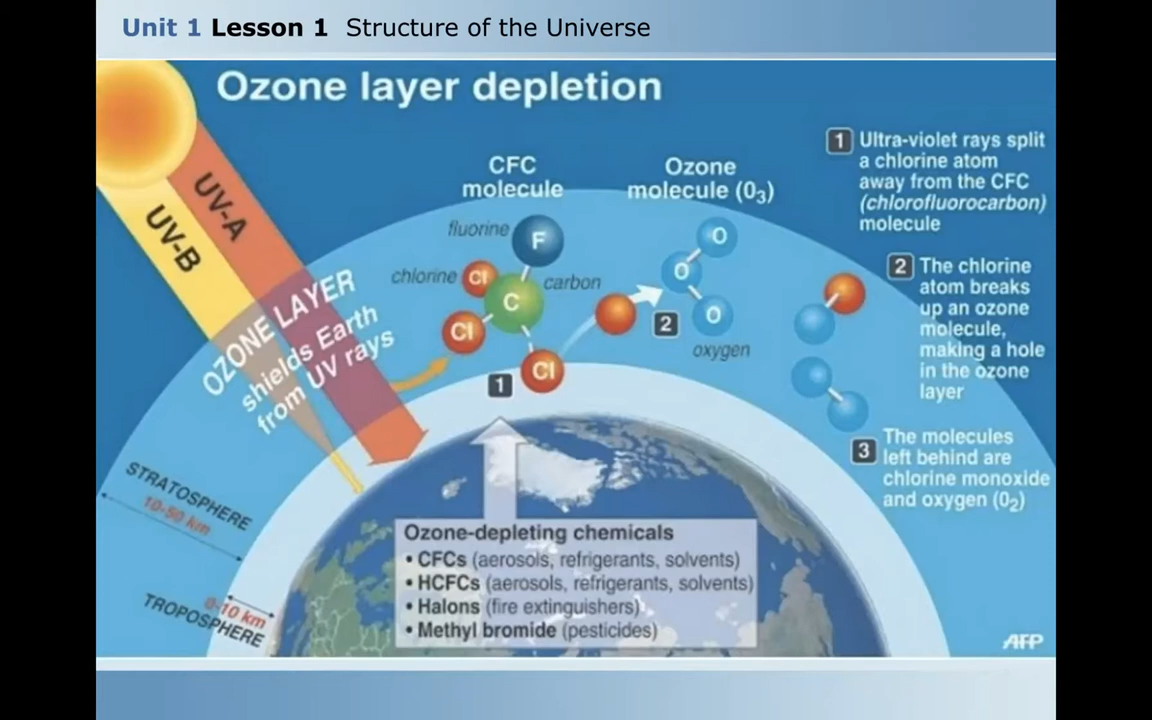 Unit 1 Lesson 1 Structure of the Universe
Ozone layer depletion
UV-A
UV-B
OZONE LAYER
shields Earth
from UV rays
CFC
molecule
fluorine
F
chlorine
Cl
C
carbon
Cl
Cl
1
Ozone
molecule (0₃)
O
O
O
oxygen
2
1 Ultra-violet rays split
a chlorine atom
away from the CFC
(chlorofluorocarbon)
molecule
2 The chlorine
atom breaks
up an ozone
molecule,
making a hole
in the ozone
layer
3 The molecules
left behind are
chlorine monoxide
and oxygen (0₂)
STRATOSPHERE
10-50 km
0-10 km
TROPOSPHERE
Ozone-depleting chemicals
• CFCs (aerosols, refrigerants, solvents)
• HCFCs (aerosols, refrigerants, solvents)
• Halons (fire extinguishers)
• Methyl bromide (pesticides)
AFP